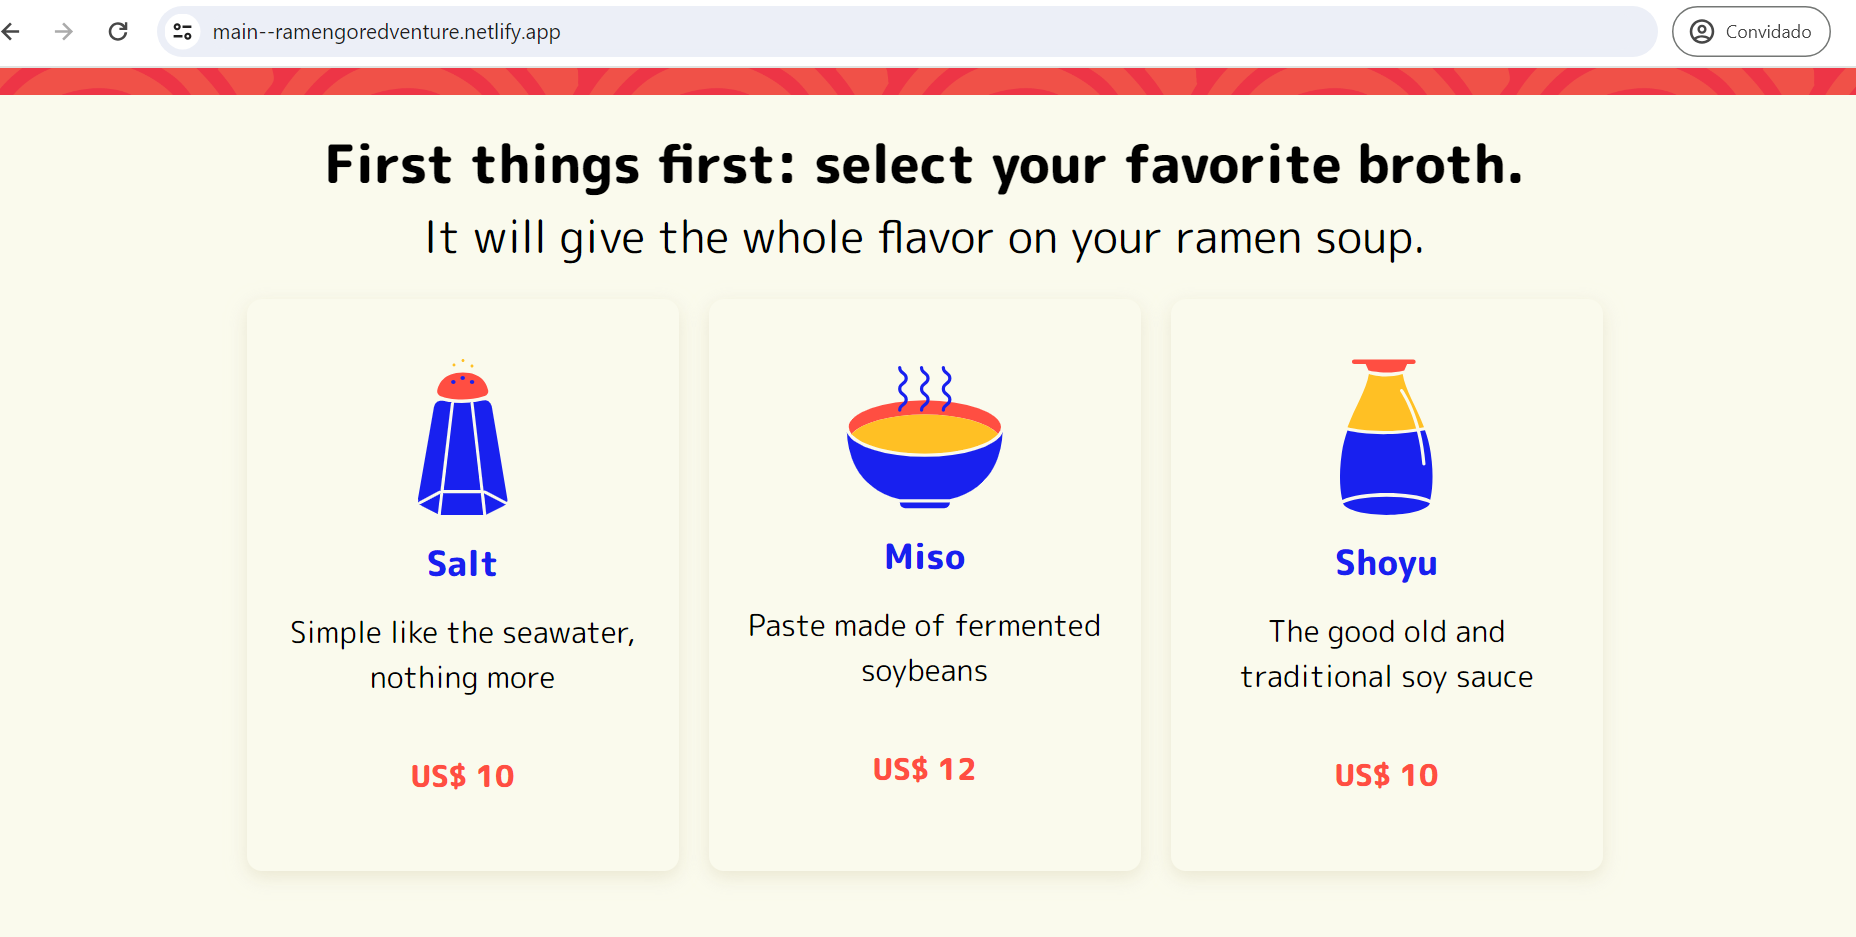 main--ramengoredventure.netlify.app
Convidado
First things first: select your favorite broth.
It will give the whole flavor on your ramen soup.
Salt
Simple like the seawater,
nothing more
US$ 10
Miso
Paste made of fermented
soybeans
US$ 12
Shoyu
The good old and
traditional soy sauce
US$ 10